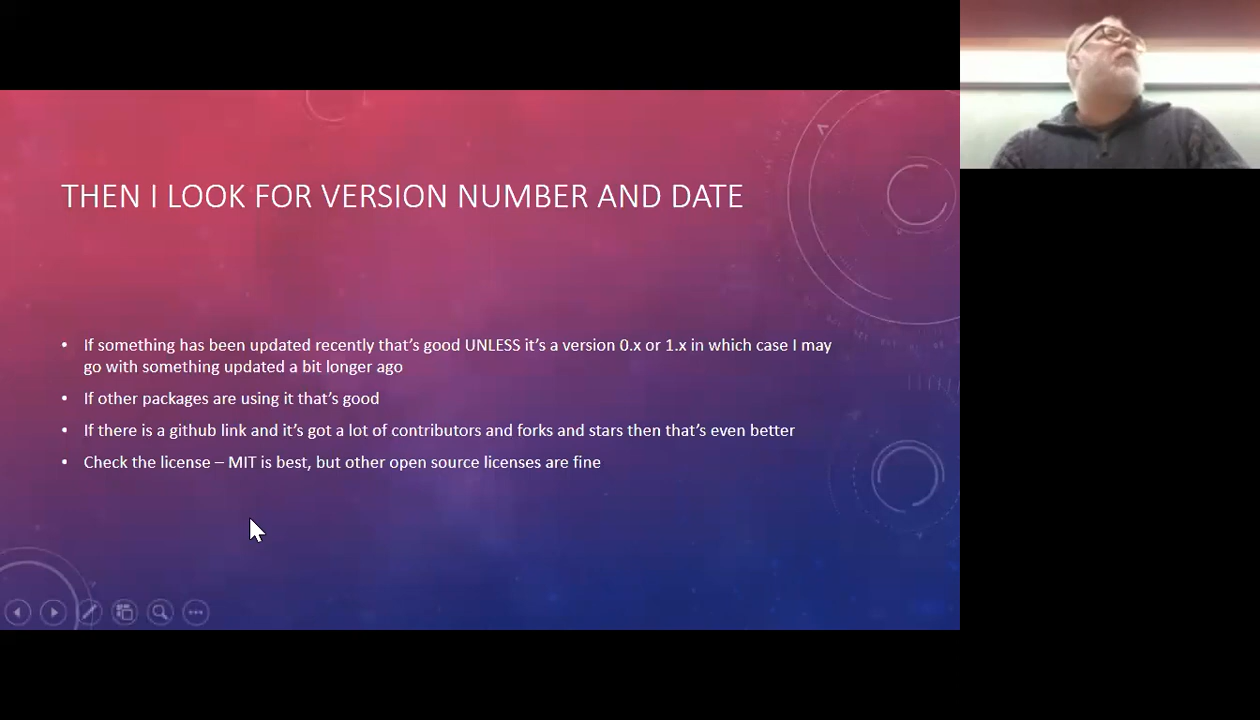 THEN I LOOK FOR VERSION NUMBER AND DATE
• If something has been updated recently that’s good UNLESS it’s a version 0.x or 1.x in which case I may
go with something updated a bit longer ago
• If other packages are using it that’s good
• If there is a github link and it’s got a lot of contributors and forks and stars then that’s even better
• Check the license – MIT is best, but other open source licenses are fine